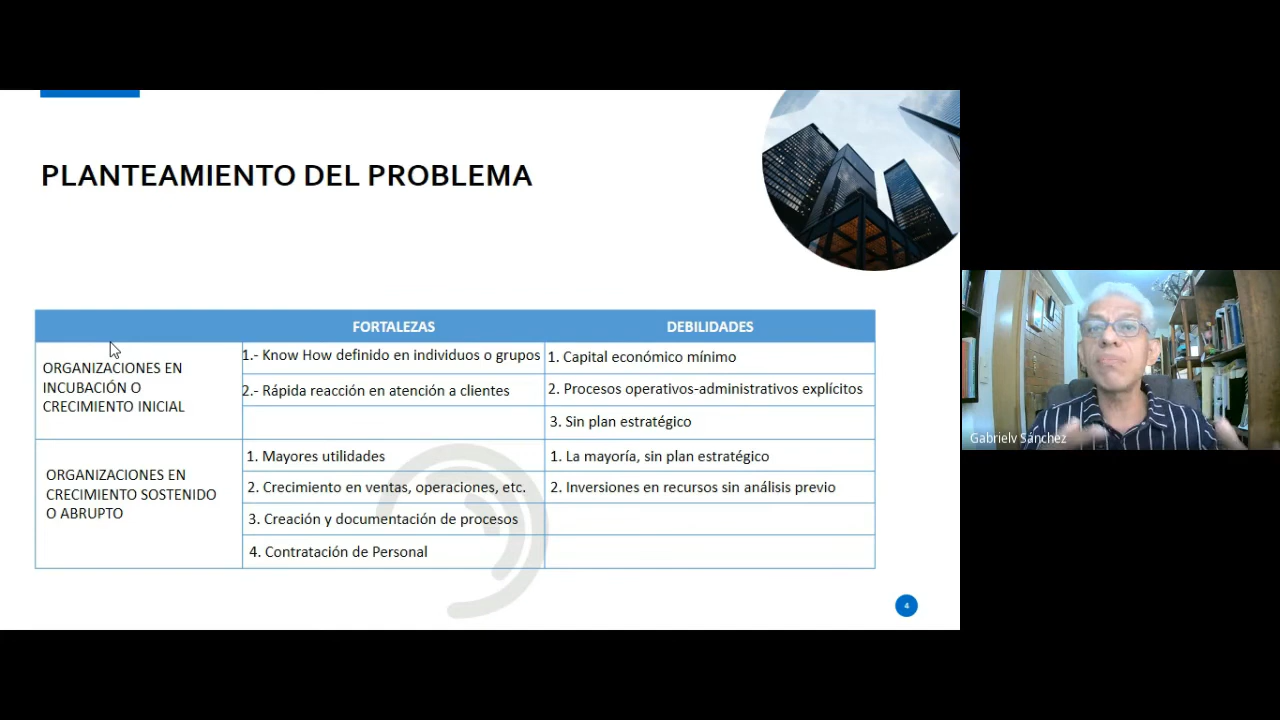 PLANTEAMIENTO DEL PROBLEMA
FORTALEZAS
DEBILIDADES
ORGANIZACIONES EN
INCUBACIÓN O
CRECIMIENTO INICIAL
1.- Know How definido en individuos o grupos
1. Capital económico mínimo
2.- Rápida reacción en atención a clientes
2. Procesos operativos-administrativos explícitos
3. Sin plan estratégico
ORGANIZACIONES EN
CRECIMIENTO SOSTENIDO
O ABRUPTO
1. Mayores utilidades
1. La mayoría, sin plan estratégico
2. Crecimiento en ventas, operaciones, etc.
2. Inversiones en recursos sin análisis previo
3. Creación y documentación de procesos
4. Contratación de Personal
4
Gabrielv Sánchez